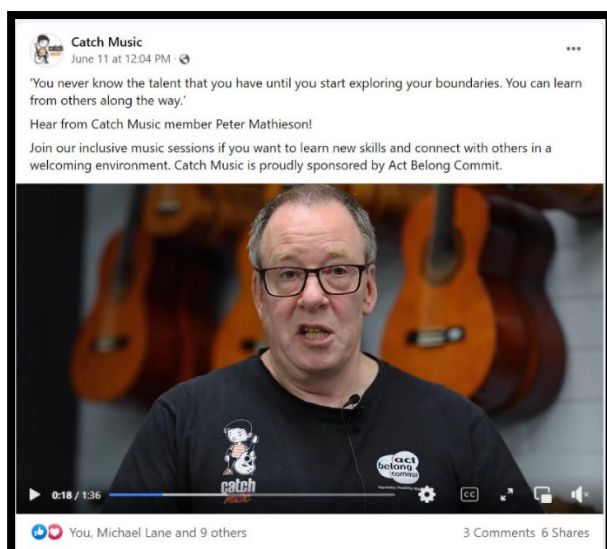 Catch Music
June 11 at 12:04 PM ·
'You never know the talent that you have until you start exploring your boundaries. You can learn
from others along the way.'
Hear from Catch Music member Peter Mathieson!
Join our inclusive music sessions if you want to learn new skills and connect with others in a
welcoming environment. Catch Music is proudly sponsored by Act Belong Commit.
catch
music
act
belong
commit
0:18 / 1:36
CC
You, Michael Lane and 9 others
3 Comments 6 Shares